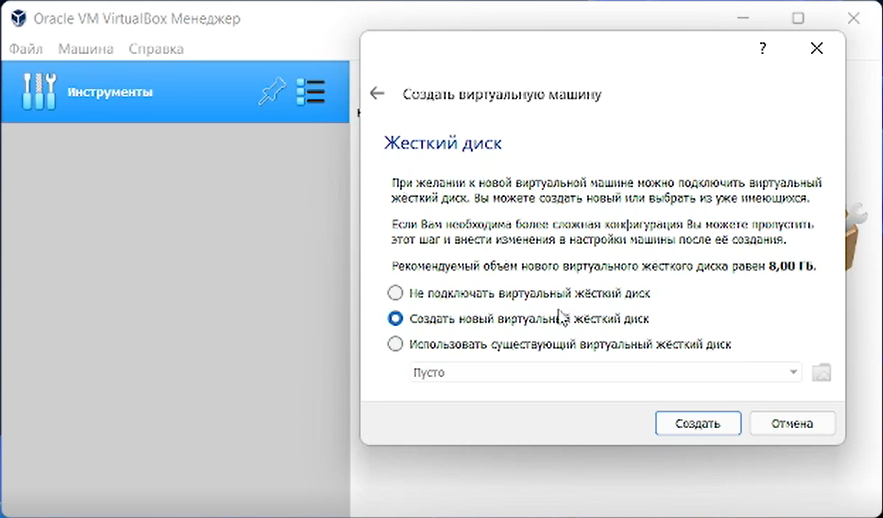 Oracle VM VirtualBox Менеджер
Файл Машина Справка
Инструменты
?
Создать виртуальную машину
Жесткий диск
При желании к новой виртуальной машине можно подключить виртуальный
жесткий диск. Вы можете создать новый или выбрать из уже имеющихся.
Если Вам необходима более сложная конфигурация Вы можете пропустить
этот шаг и внести изменения в настройки машины после её создания.
Рекомендуемый объём нового виртуального жёсткого диска равен 8,00 ГБ.
Не подключать виртуальный жёсткий диск
Создать новый виртуальный жёсткий диск
Использовать существующий виртуальный жёсткий диск
Пусто
Создать Отмена